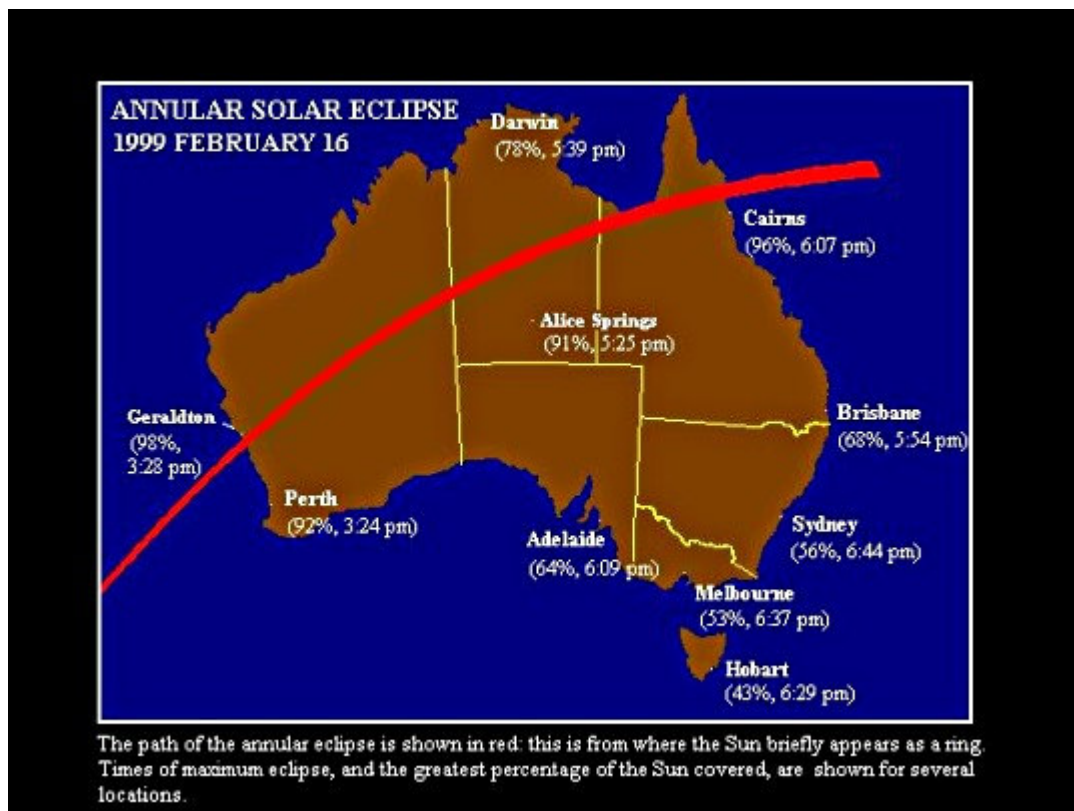 ANNULAR SOLAR ECLIPSE
1999 FEBRUARY 16
Darwin
(78%, 5:39 pm)
Cairns
(96%, 6:07 pm)
Alice Springs
(91%, 5:25 pm)
Geraldton
(98%,
3:28 pm)
Brisbane
(68%, 5:54 pm)
Perth
(92%, 3:24 pm)
Adelaide
(64%, 6:09 pm)
Sydney
(56%, 6:44 pm)
Melbourne
(53%, 6:37 pm)
Hobart
(43%, 6:29 pm)
The path of the annular eclipse is shown in red: this is from where the Sun briefly appears as a ring.
Times of maximum eclipse, and the greatest percentage of the Sun covered, are shown for several
locations.